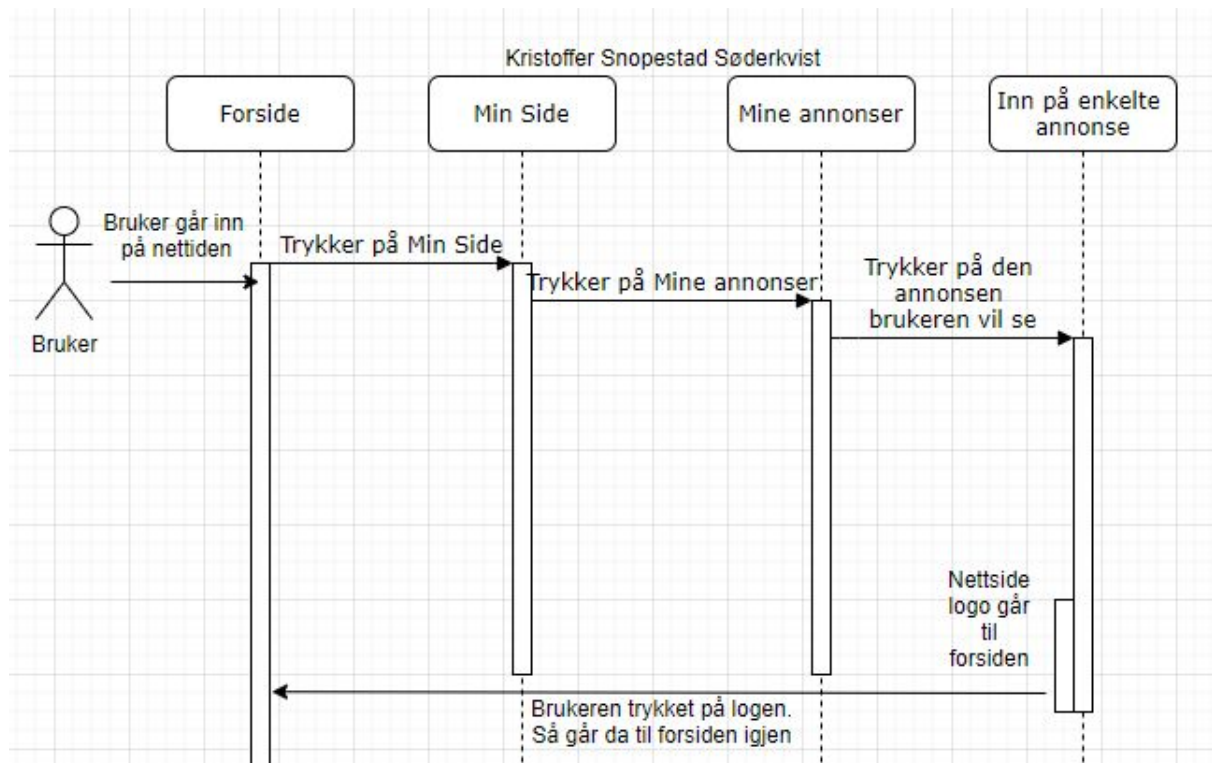 Kristoffer Snopestad Søderkvist
Forside
Min Side
Mine annonser
Inn på enkelte
annonse
Bruker går inn
på nettiden
Bruker
Trykker på Min Side
Trykker på Mine annonser
Trykker på den
annonsen
brukeren vil se
Nettside
logo går
til
forsiden
Brukeren trykket på logen.
Så går da til forsiden igjen